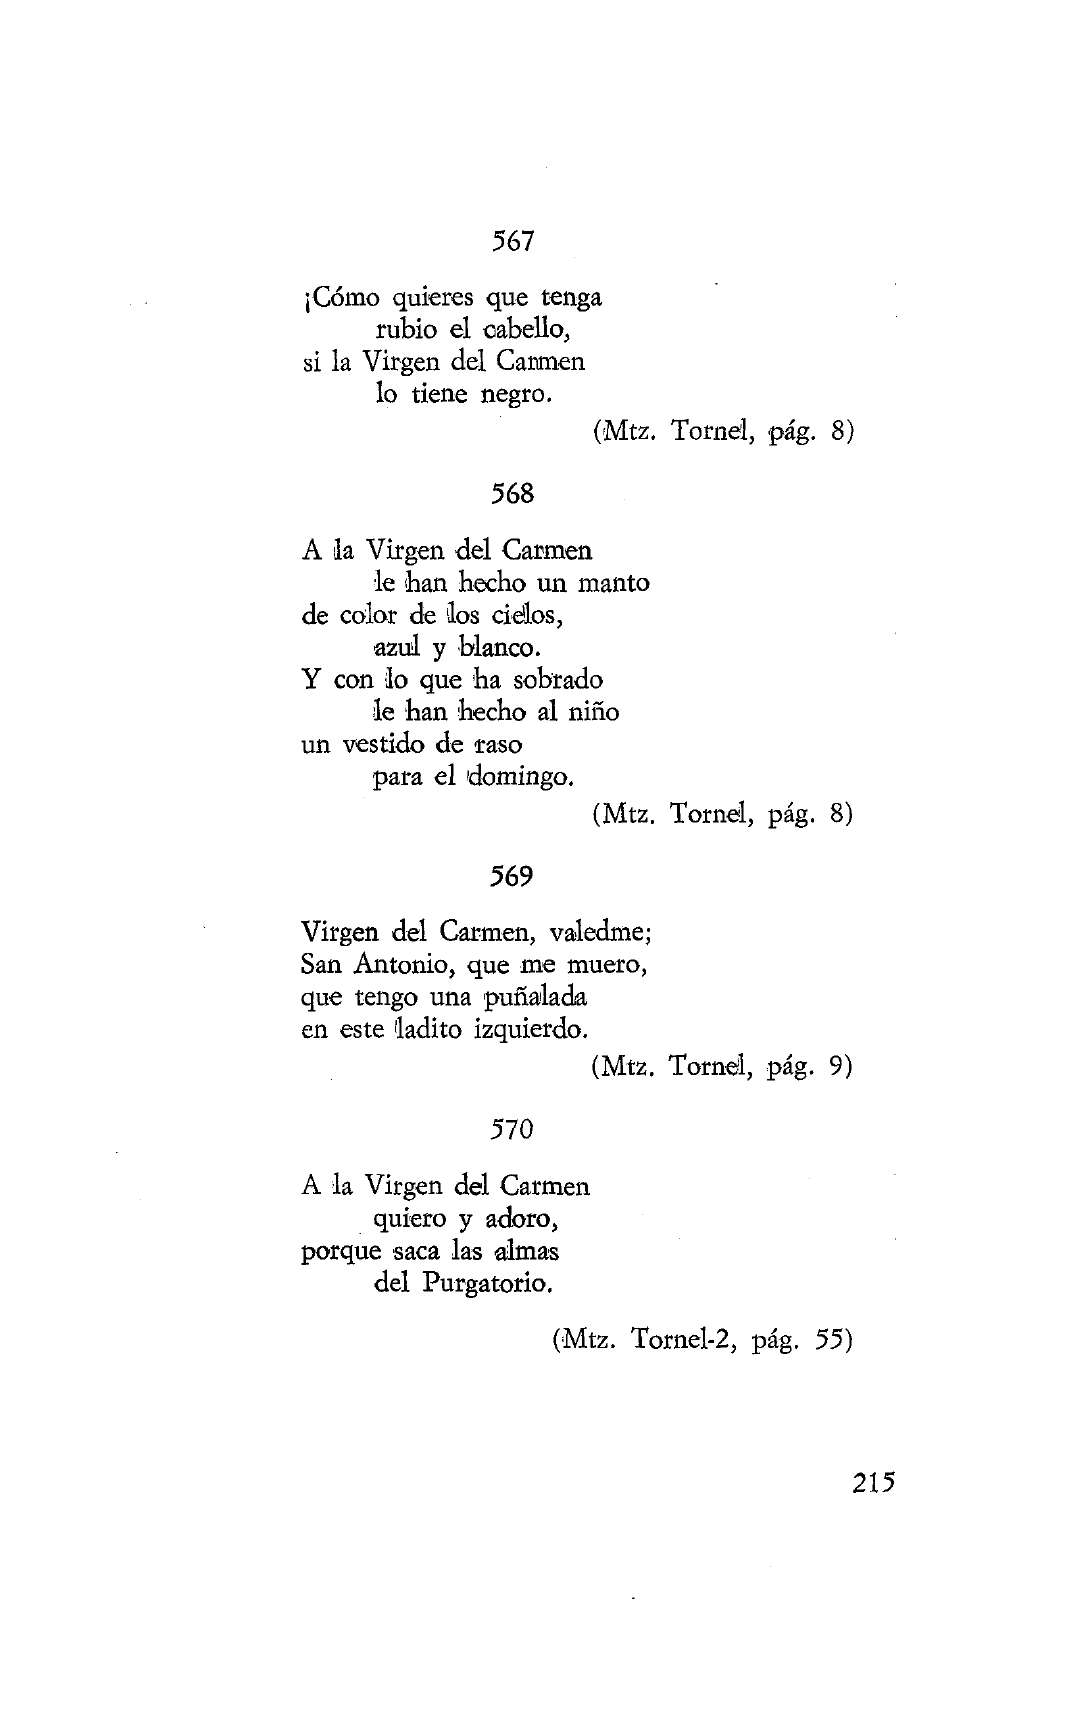 567
¡Cómo quieres que tenga
rubio el cabello,
si la Virgen del Carmen
lo tiene negro.
(Mtz. Tornel, pág. 8)
568
A la Virgen del Carmen
le han hecho un manto
de color de los cielos,
azul y blanco.
Y con lo que ha sobrado
le han hecho al niño
un vestido de raso
para el domingo.
(Mtz. Tornel, pág. 8)
569
Virgen del Carmen, valedme;
San Antonio, que me muero,
que tengo una puñalada
en este ladito izquierdo.
(Mtz. Tornel, pág. 9)
570
A la Virgen del Carmen
quiero y adoro,
porque saca las almas
del Purgatorio.
(Mtz. Tornel-2, pág. 55)
215